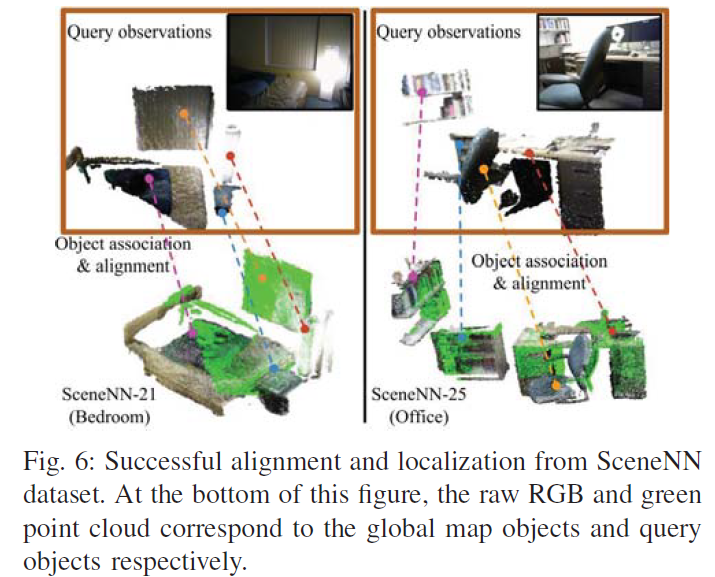 Query observations
Object association
& alignment
SceneNN-21
(Bedroom)
Query observations
Object association
& alignment
SceneNN-25
(Office)
Fig. 6: Successful alignment and localization from SceneNN
dataset. At the bottom of this figure, the raw RGB and green
point cloud correspond to the global map objects and query
objects respectively.